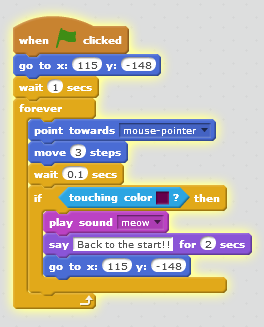 when clicked
go to x: 115 y: -148
wait 1 secs
forever
point towards mouse-pointer
move 3 steps
wait 0.1 secs
if touching color ? then
play sound meow
say Back to the start!! for 2 secs
go to x: 115 y: -148